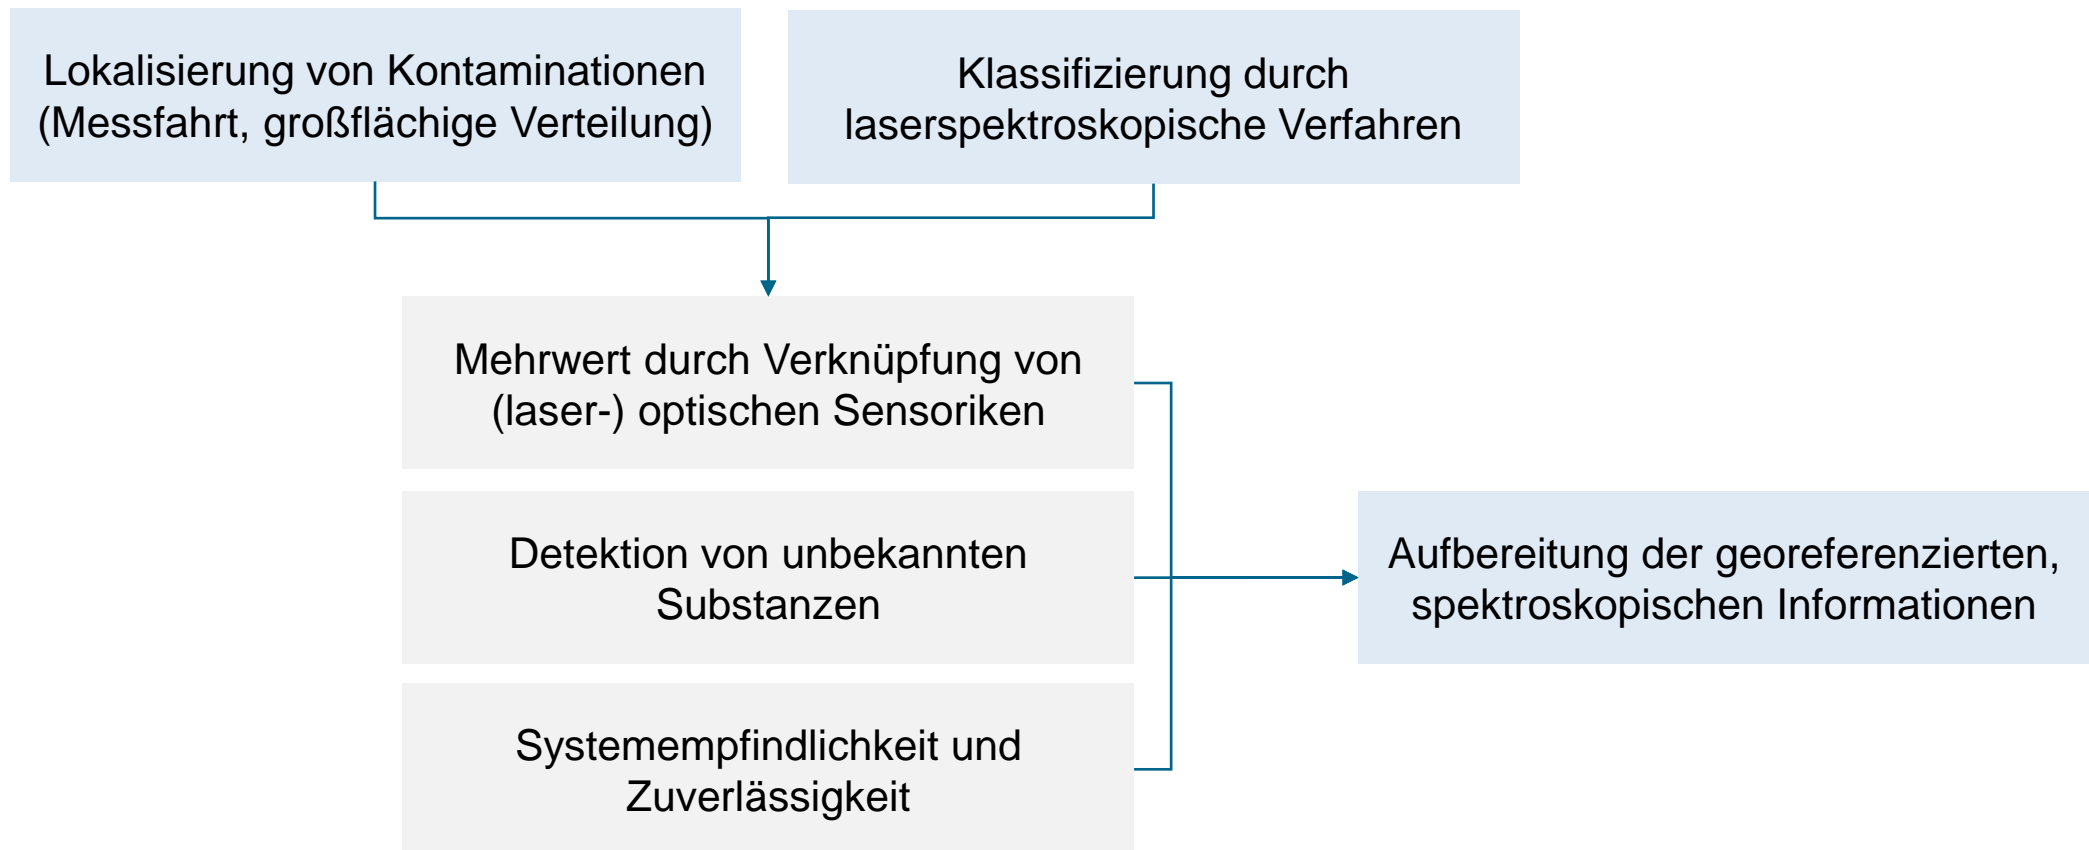 Lokalisierung von Kontaminationen
(Messfahrt, großflächige Verteilung)
Klassifizierung durch
laserspektroskopische Verfahren
Mehrwert durch Verknüpfung von
(laser-) optischen Sensoriken
Detektion von unbekannten
Substanzen
Systemempfindlichkeit und
Zuverlässigkeit
Aufbereitung der georeferenzierten,
spektroskopischen Informationen